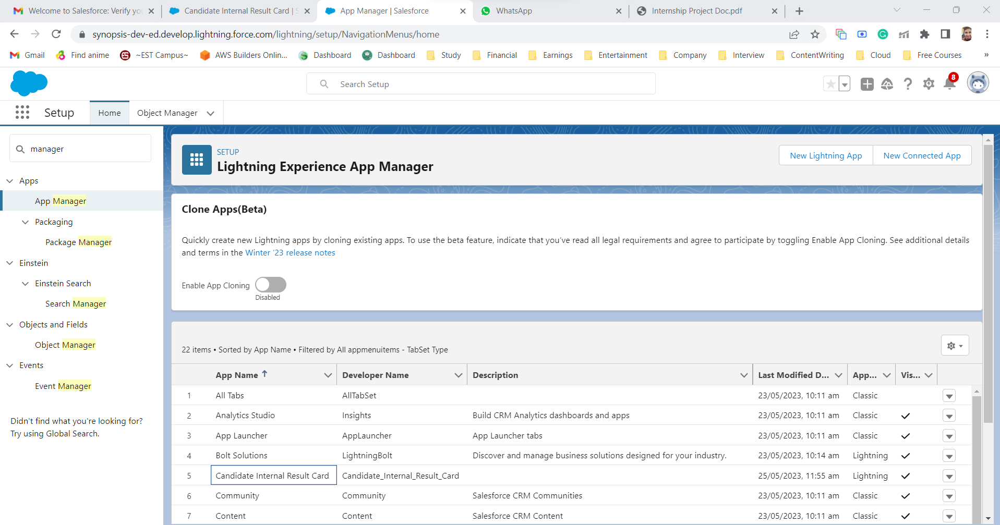 Welcome to Salesforce: Verify yo
Candidate Internal Result Card | S
App Manager | Salesforce
WhatsApp
Internship Project Doc.pdf
synopsis-dev-ed.develop.lightning.force.com/lightning/setup/NavigationMenus/home
Gmail
Find anime
~EST Campus~
AWS Builders Onlin...
Dashboard
Dashboard
Study
Financial
Earnings
Entertainment
Company
Interview
ContentWriting
Cloud
Free Courses
»
Search Setup
8
Setup
Home
Object Manager
manager
Apps
App Manager
Packaging
Package Manager
Einstein
Einstein Search
Search Manager
Objects and Fields
Object Manager
Events
Event Manager
Didn't find what you're looking for?
Try using Global Search.
SETUP
Lightning Experience App Manager
New Lightning App
New Connected App
Clone Apps(Beta)
Quickly create new Lightning apps by cloning existing apps. To use the beta feature, indicate that you’ve read all legal requirements and agree to participate by toggling Enable App Cloning. See additional details
and terms in the Winter ‘23 release notes
Enable App Cloning
Disabled
22 items • Sorted by App Name • Filtered by All appmenuitems - TabSet Type
App Name ↑ Developer Name Description Last Modified D... App... Vis...
1 All Tabs AllTabSet 23/05/2023, 10:11 am Classic
2 Analytics Studio Insights Build CRM Analytics dashboards and apps 23/05/2023, 10:11 am Classic ✓
3 App Launcher AppLauncher App Launcher tabs 23/05/2023, 10:11 am Classic ✓
4 Bolt Solutions LightningBolt Discover and manage business solutions designed for your industry. 23/05/2023, 10:14 am Lightning ✓
5 Candidate Internal Result Card Candidate_Internal_Result_Card 25/05/2023, 11:55 am Lightning ✓
6 Community Community Salesforce CRM Communities 23/05/2023, 10:11 am Classic ✓
7 Content Content Salesforce CRM Content 23/05/2023, 10:11 am Classic ✓